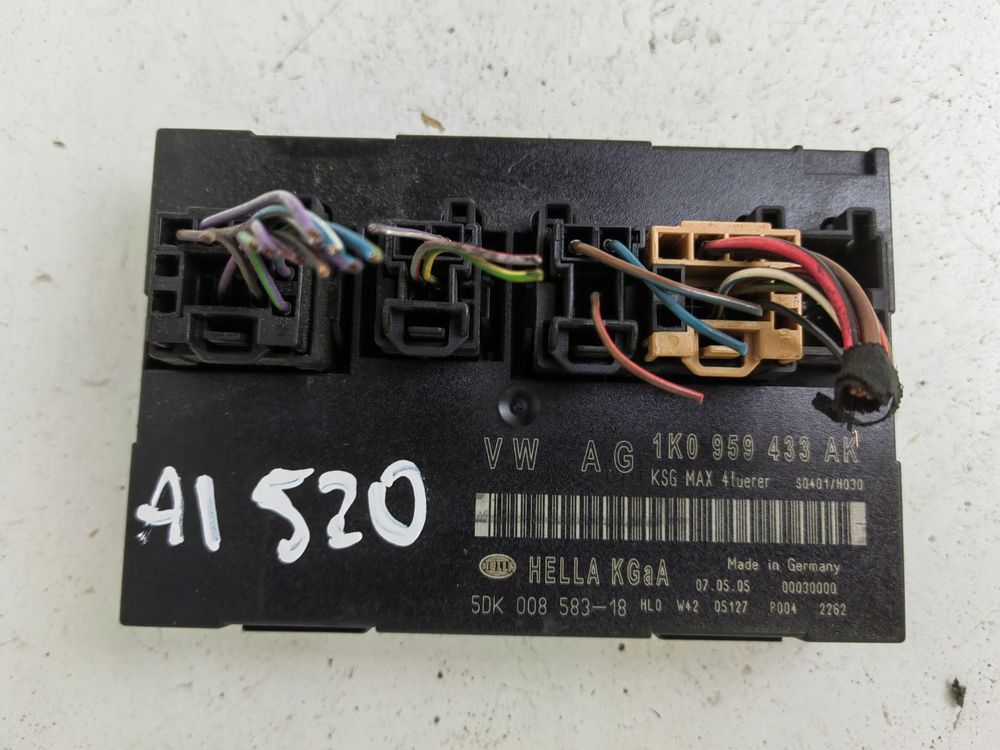 VW AG 1K0 959 433 AK
KSG MAX 4tuerer S0401/H030
A1 520
HELLA HELLA KGaA Made in Germany
07.05.05 00030000
5DK 008 583-18 HL0 W42 05127 P004 2262